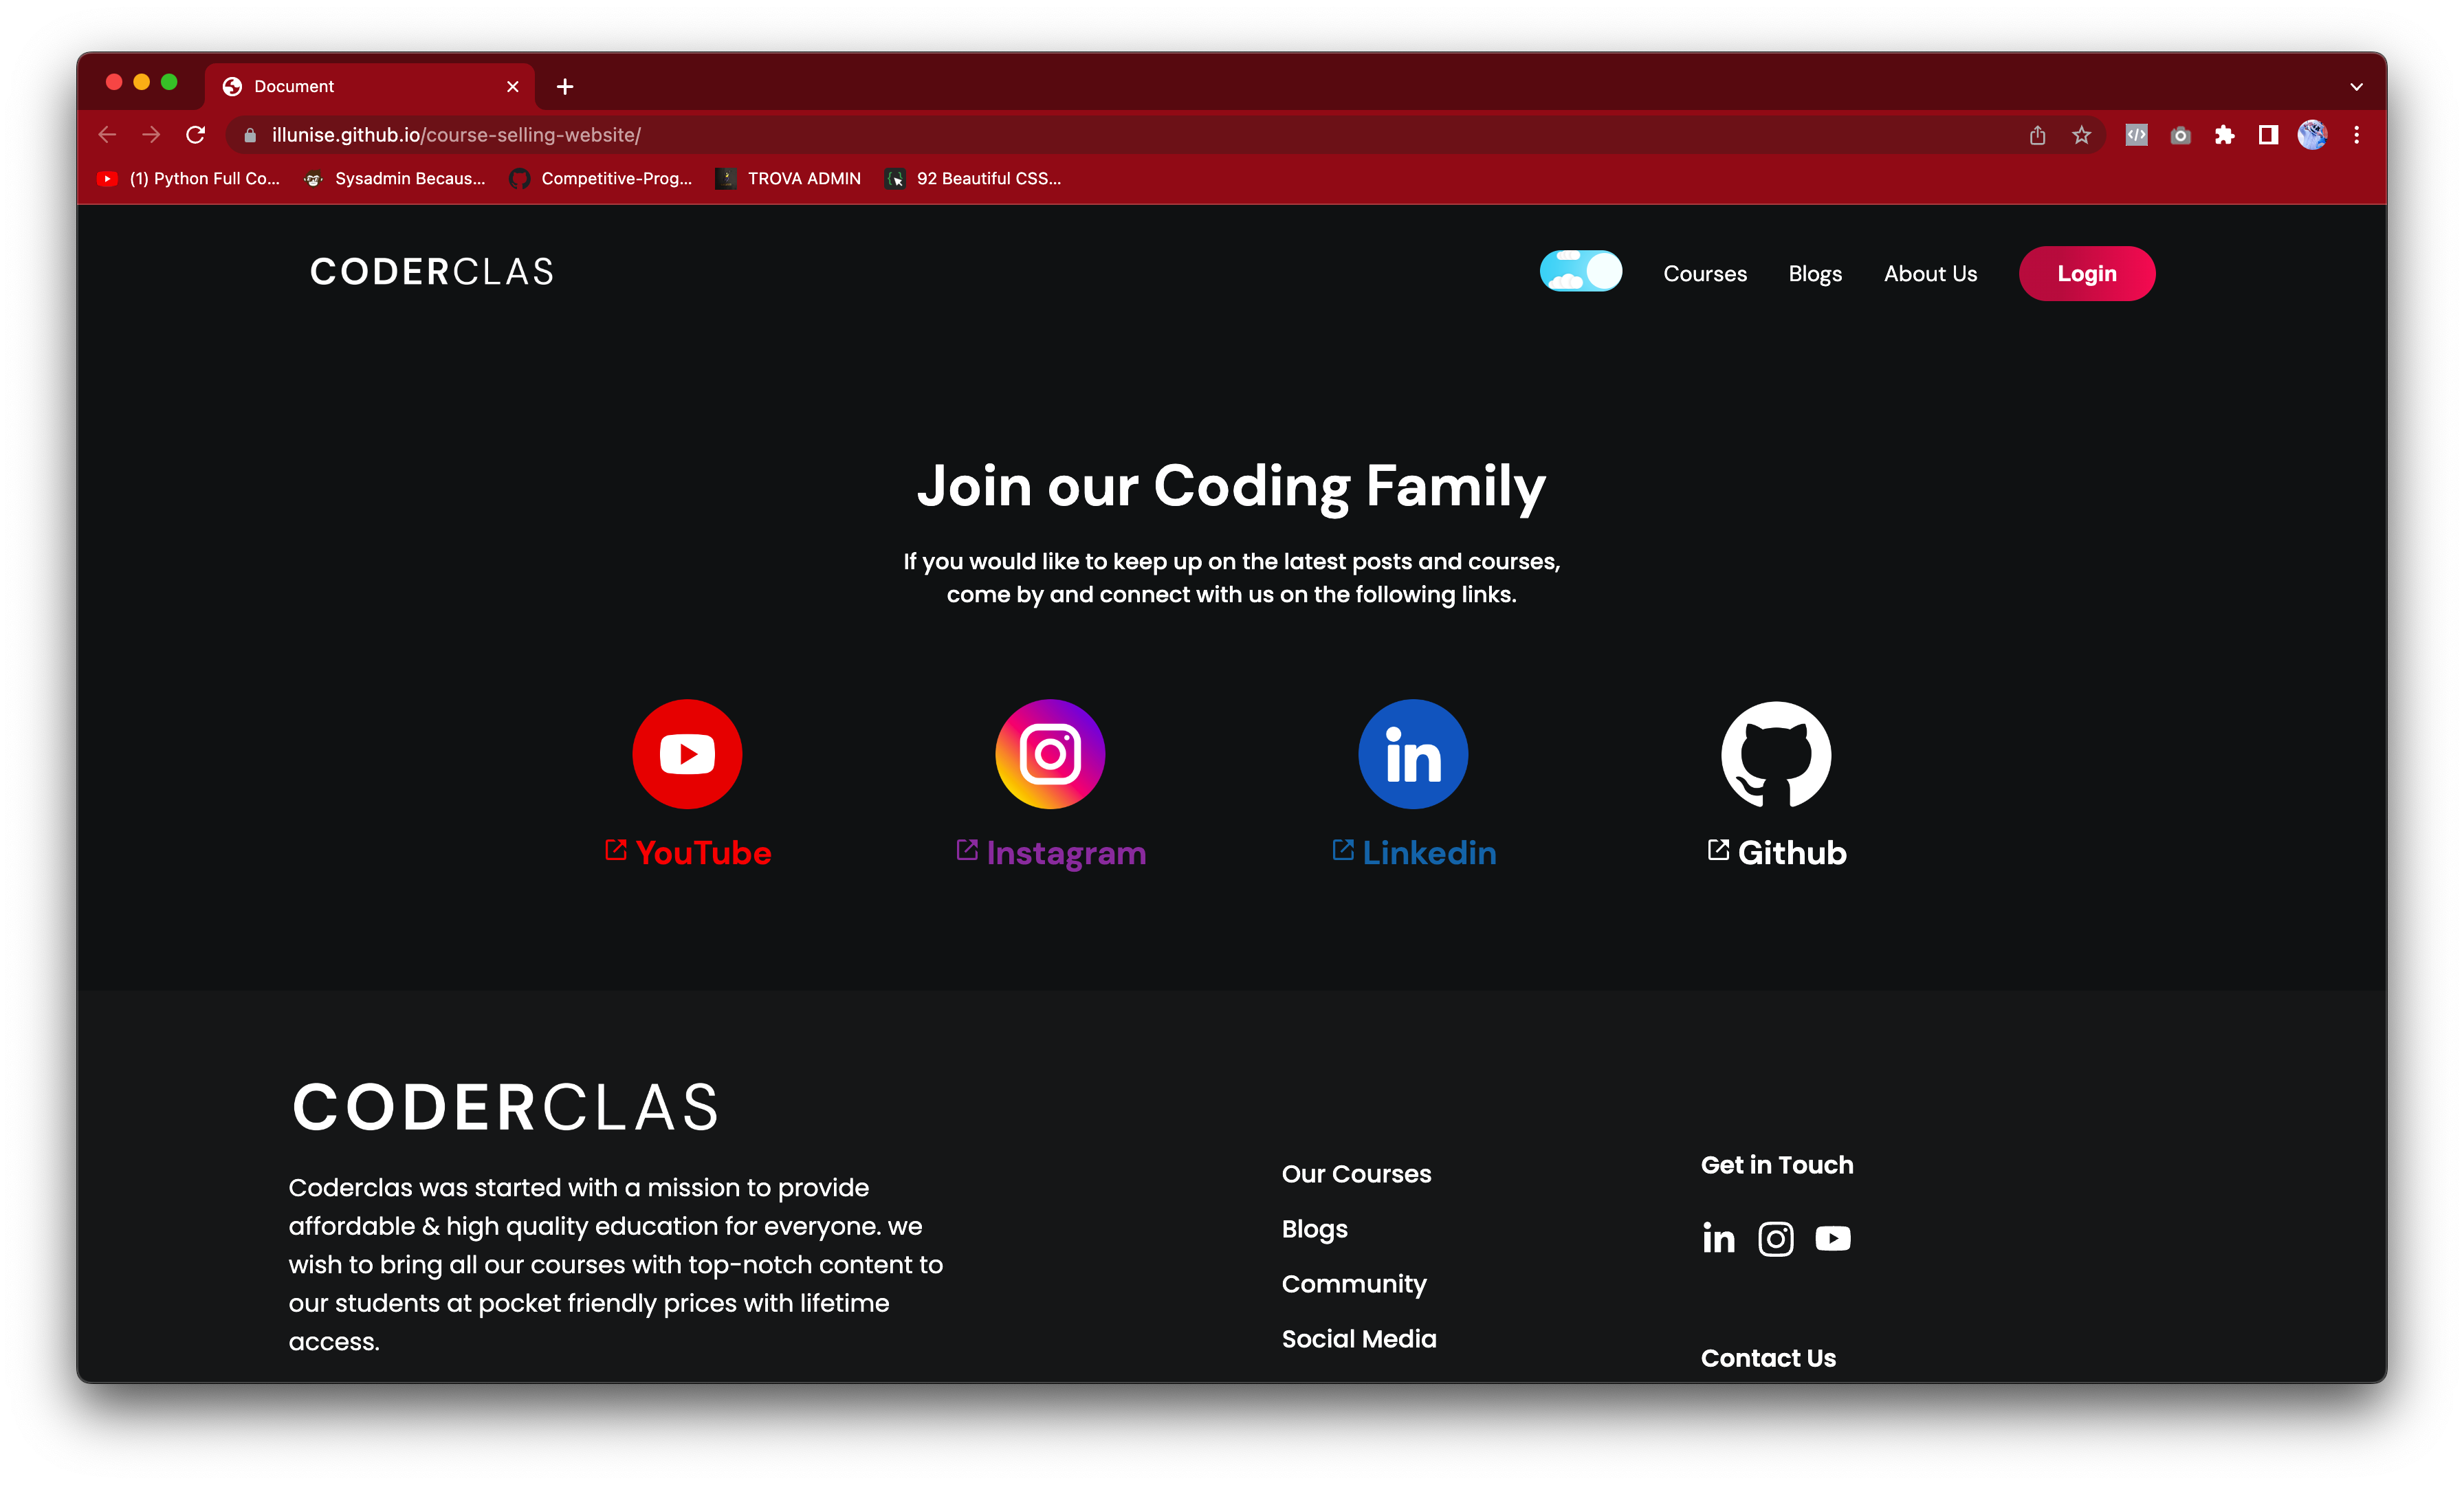 Document
illunise.github.io/course-selling-website/
(1) Python Full Co...
Sysadmin Becaus...
Competitive-Prog...
TROVA ADMIN
92 Beautiful CSS...
CODERCLAS
Courses
Blogs
About Us
Login
Join our Coding Family
If you would like to keep up on the latest posts and courses,
come by and connect with us on the following links.
YouTube
Instagram
Linkedin
Github
CODERCLAS
Coderclas was started with a mission to provide
affordable & high quality education for everyone. we
wish to bring all our courses with top-notch content to
our students at pocket friendly prices with lifetime
access.
Our Courses
Blogs
Community
Social Media
Get in Touch
Contact Us